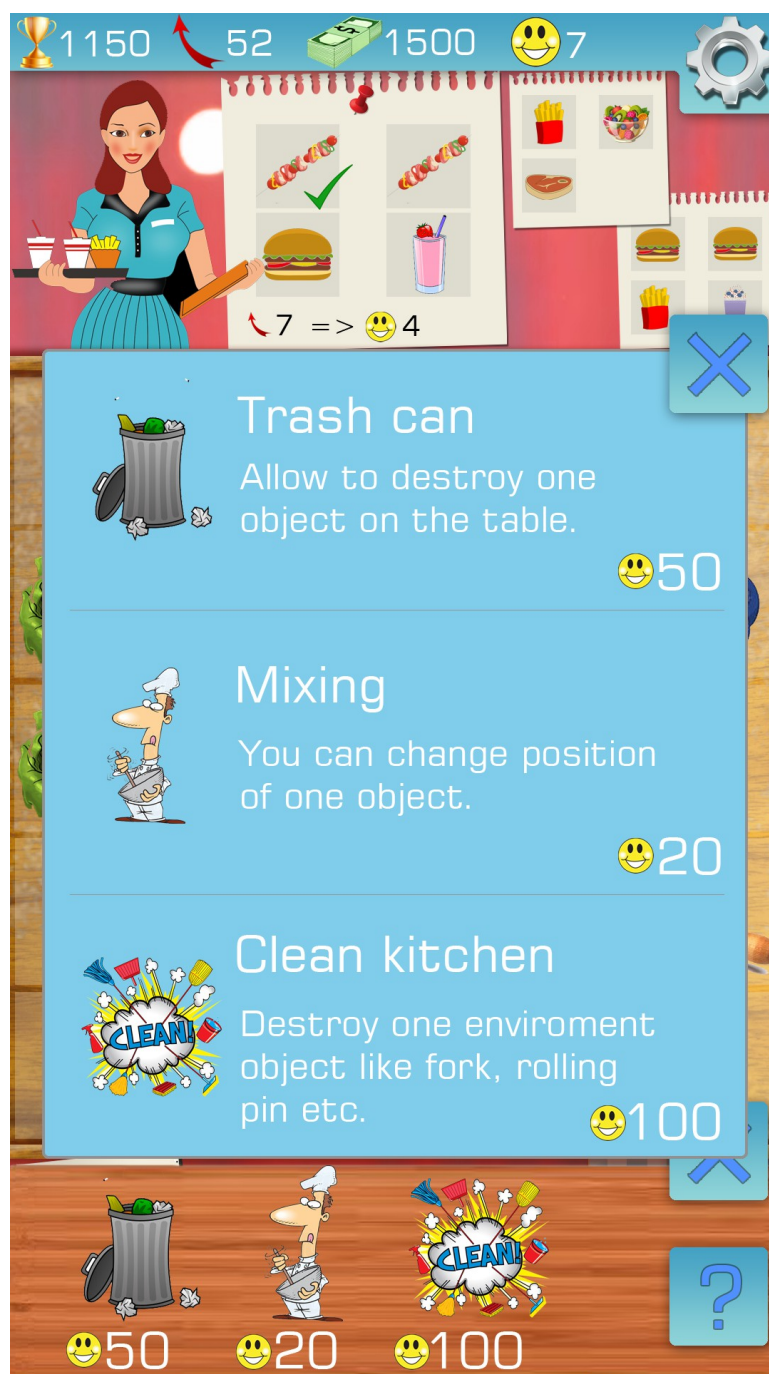 1150 52 1500 7
7 => 4
Trash can
Allow to destroy one
object on the table.
50
Mixing
You can change position
of one object.
20
Clean kitchen
CLEAN!
Destroy one enviroment
object like fork, rolling
pin etc.
100
CLEAN!
?
50 20 100